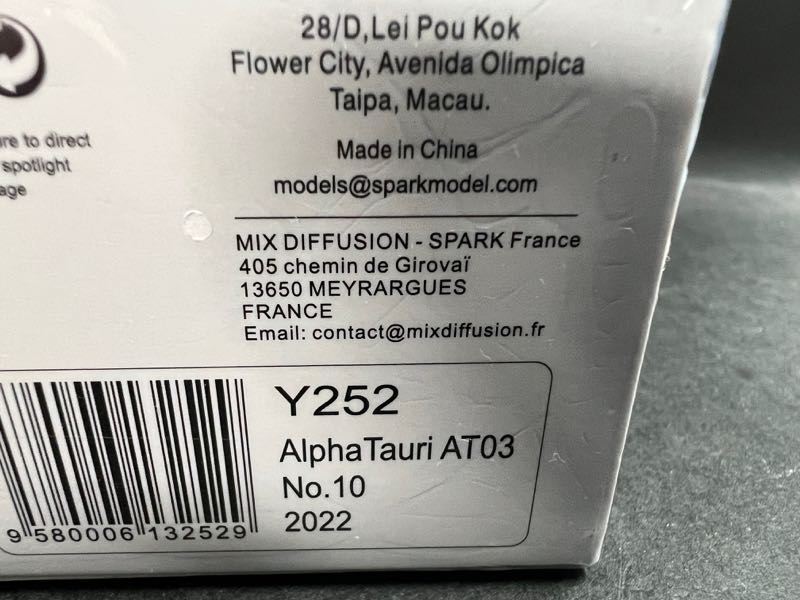 28/D,Lei Pou Kok
Flower City, Avenida Olimpica
Taipa, Macau.
Made in China
models@sparkmodel.com
re to direct
spotlight
age
MIX DIFFUSION - SPARK France
405 chemin de Girovaï
13650 MEYRARGUES
FRANCE
Email: contact@mixdiffusion.fr
Y252
AlphaTauri AT03
No.10
2022
9 580006 132529